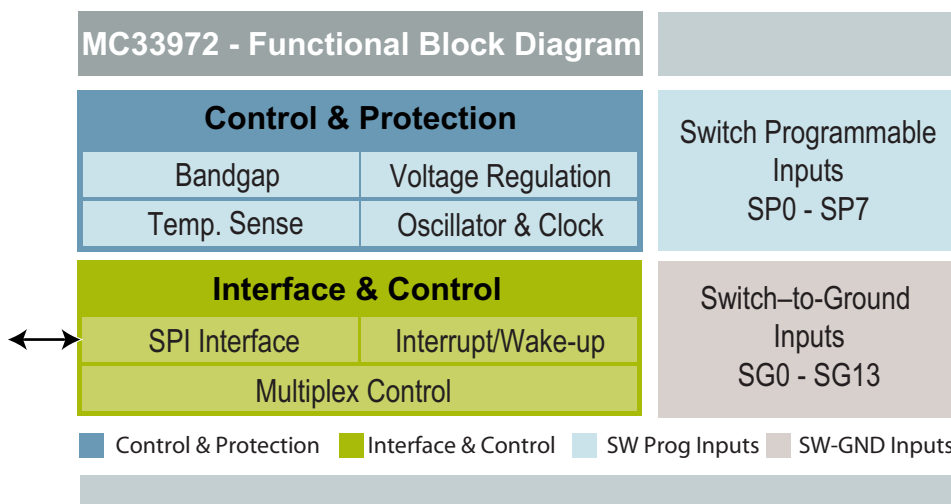 MC33972 - Functional Block Diagram
Control & Protection
Bandgap
Voltage Regulation
Temp. Sense
Oscillator & Clock
Switch Programmable
Inputs
SP0 - SP7
Interface & Control
SPI Interface
Interrupt/Wake-up
Multiplex Control
Switch–to-Ground
Inputs
SG0 - SG13
Control & Protection
Interface & Control
SW Prog Inputs
SW-GND Inputs